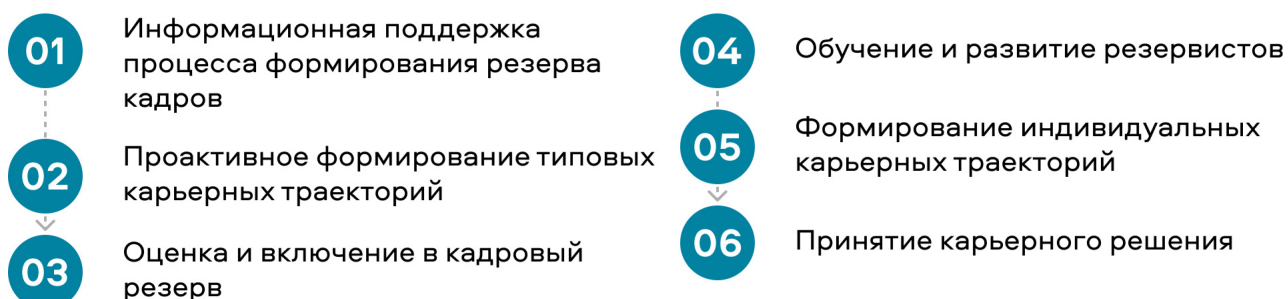 01
Информационная поддержка
процесса формирования резерва
кадров
02
Проактивное формирование типовых
карьерных траекторий
03
Оценка и включение в кадровый
резерв
04
Обучение и развитие резервистов
05
Формирование индивидуальных
карьерных траекторий
06
Принятие карьерного решения